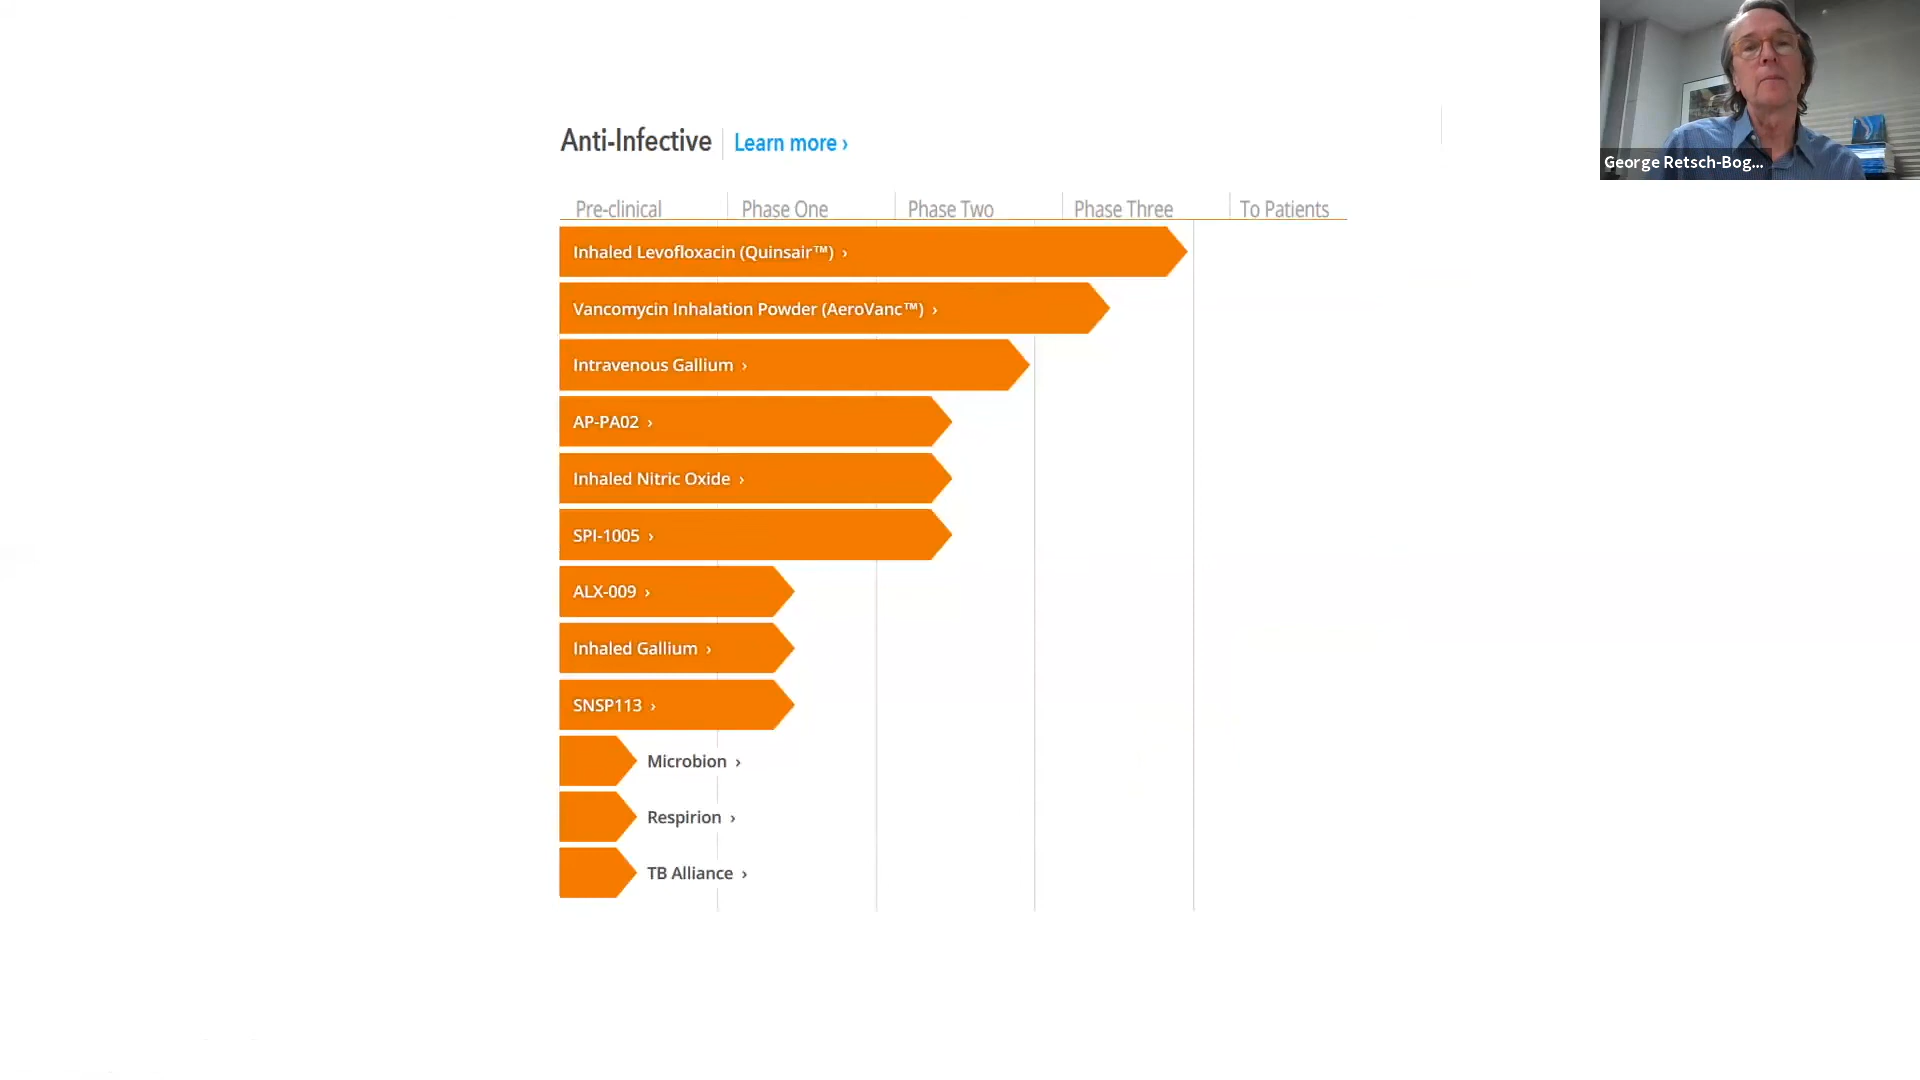 Anti-Infective Learn more ›
Pre-clinical Phase One Phase Two Phase Three To Patients
Inhaled Levofloxacin (Quinsair™) ›
Vancomycin Inhalation Powder (AeroVanc™) ›
Intravenous Gallium ›
AP-PA02 ›
Inhaled Nitric Oxide ›
SPI-1005 ›
ALX-009 ›
Inhaled Gallium ›
SNSP113 ›
Microbion ›
Respirion ›
TB Alliance ›
George Retsch-Bog...